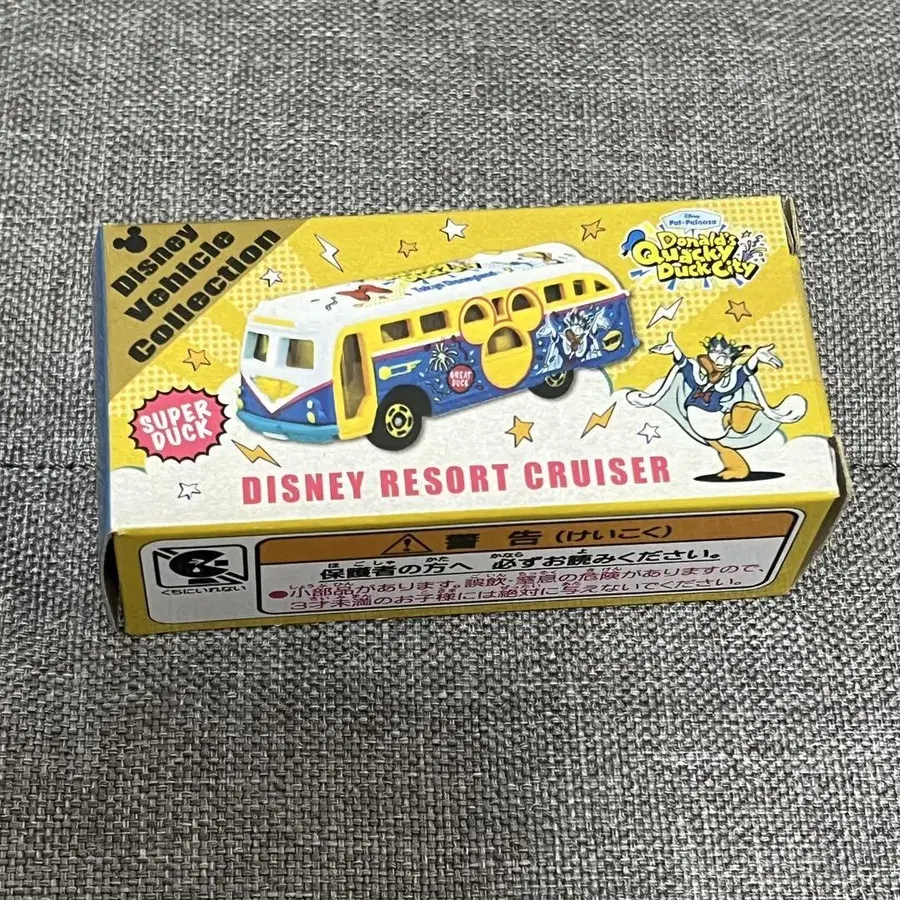 Disney
Vehicle
Collection
Disney
Pal-Palooza
Donald's
Quacky
Duck City
Tokyo Disneyland
GREAT
DUCK
SUPER
DUCK
DISNEY RESORT CRUISER
警告(けいこく)
保護者の方へ 必ずお読みください。
●小部品があります。誤飲・窒息の危険がありますので、
3才未満のお子様には絶対に与えないでください。
くちにいれない